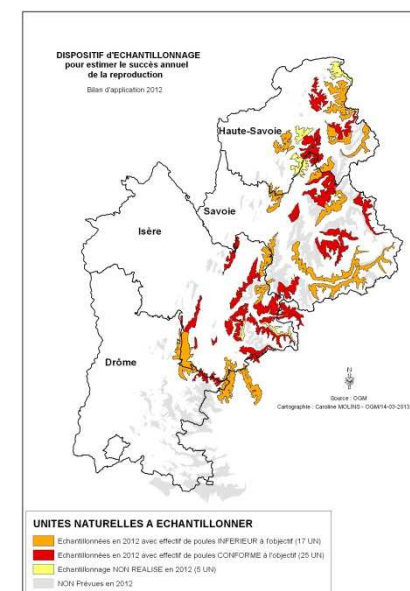 DISPOSITIF d'ECHANTILLONNAGE
pour estimer le succès annuel
de la reproduction
Bilan d'application 2012
Haute-Savoie
Savoie
Isère
Drôme
N
Source : OGM
Cartographie : Caroline MOLINS - OGM/14-03-2013
UNITES NATURELLES A ECHANTILLONNER
Echantillonnées en 2012 avec effectif de poules INFERIEUR à l'objectif (17 UN)
Echantillonnées en 2012 avec effectif de poules CONFORME à l'objectif (25 UN)
Echantillonnage NON REALISE en 2012 (5 UN)
NON Prévues en 2012